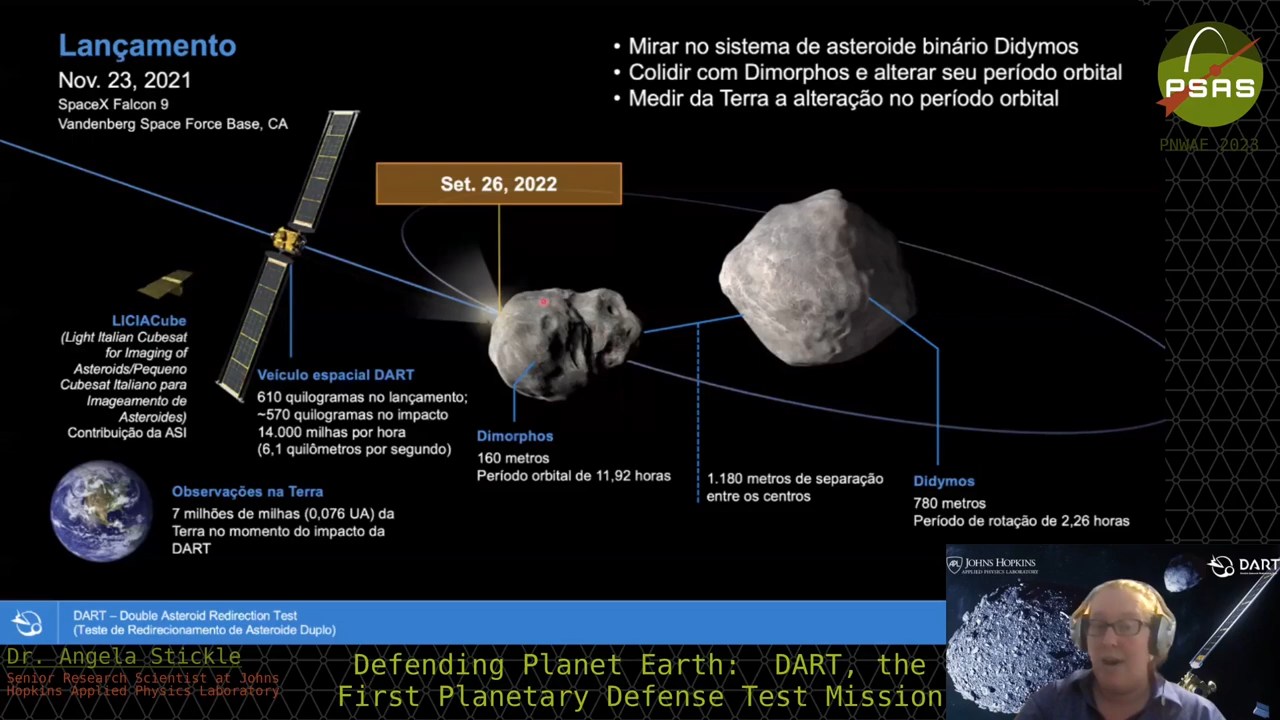 Lançamento
Nov. 23, 2021
SpaceX Falcon 9
Vandenberg Space Force Base, CA
• Mirar no sistema de asteroide binário Didymos
• Colidir com Dimorphos e alterar seu período orbital
• Medir da Terra a alteração no período orbital
PSAS
PNWAE 2023
Set. 26, 2022
LICIACube
(Light Italian Cubesat
for Imaging of
Asteroids/Pequeno
Cubesat Italiano para
Imageamento de
Asteroides)
Contribuição da ASI
Veículo espacial DART
610 quilogramas no lançamento;
~570 quilogramas no impacto
14.000 milhas por hora
(6,1 quilômetros por segundo)
Dimorphos
160 metros
Período orbital de 11,92 horas
1.180 metros de separação
entre os centros
Didymos
780 metros
Período de rotação de 2,26 horas
Observações na Terra
7 milhões de milhas (0,076 UA) da
Terra no momento do impacto da
DART
DART – Double Asteroid Redirection Test
(Teste de Redirecionamento de Asteroide Duplo)
APL
JOHNS HOPKINS
APPLIED PHYSICS LABORATORY
DART
Dr. Angela Stickle
Senior Research Scientist at Johns
Hopkins Applied Physics Laboratory
Defending Planet Earth: DART, the
First Planetary Defense Test Mission